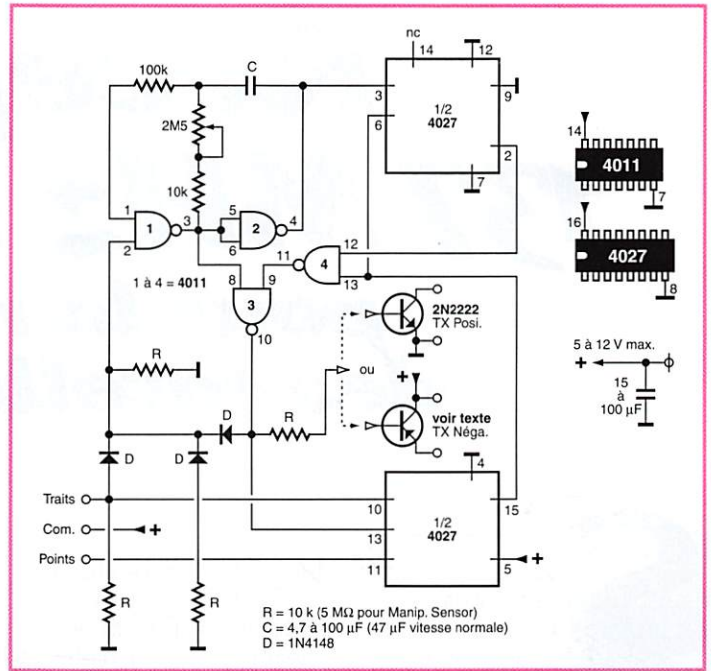 nc
14
12
100k
C
3
9
1/2
4027
6
2
2M5
7
10k
1
2
1
3
5
6
2
4
14
4011
7
16
4027
8
11
4
12
13
1 à 4 = 4011
8
9
3
10
2N2222
TX Posi.
5 à 12 V max.
+
15
à
100 µF
R
ou
+
D
R
voir texte
TX Néga.
D
D
4
Traits
10
1/2
4027
15
Com.
+
13
Points
11
5
+
R
R
R = 10 k (5 MΩ pour Manip. Sensor)
C = 4,7 à 100 µF (47 µF vitesse normale)
D = 1N4148